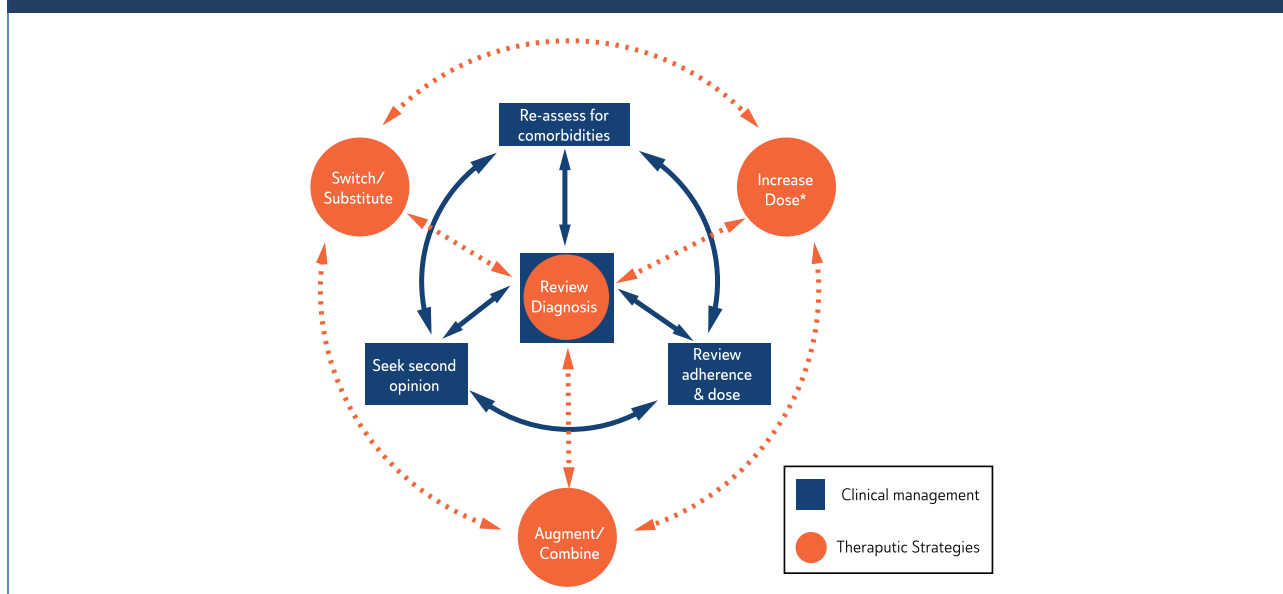 Re-assess for
comorbidities
Switch/
Substitute
Increase
Dose*
Review
Diagnosis
Seek second
opinion
Review
adherence
& dose
Augment/
Combine
Clinical management
Theraputic Strategies